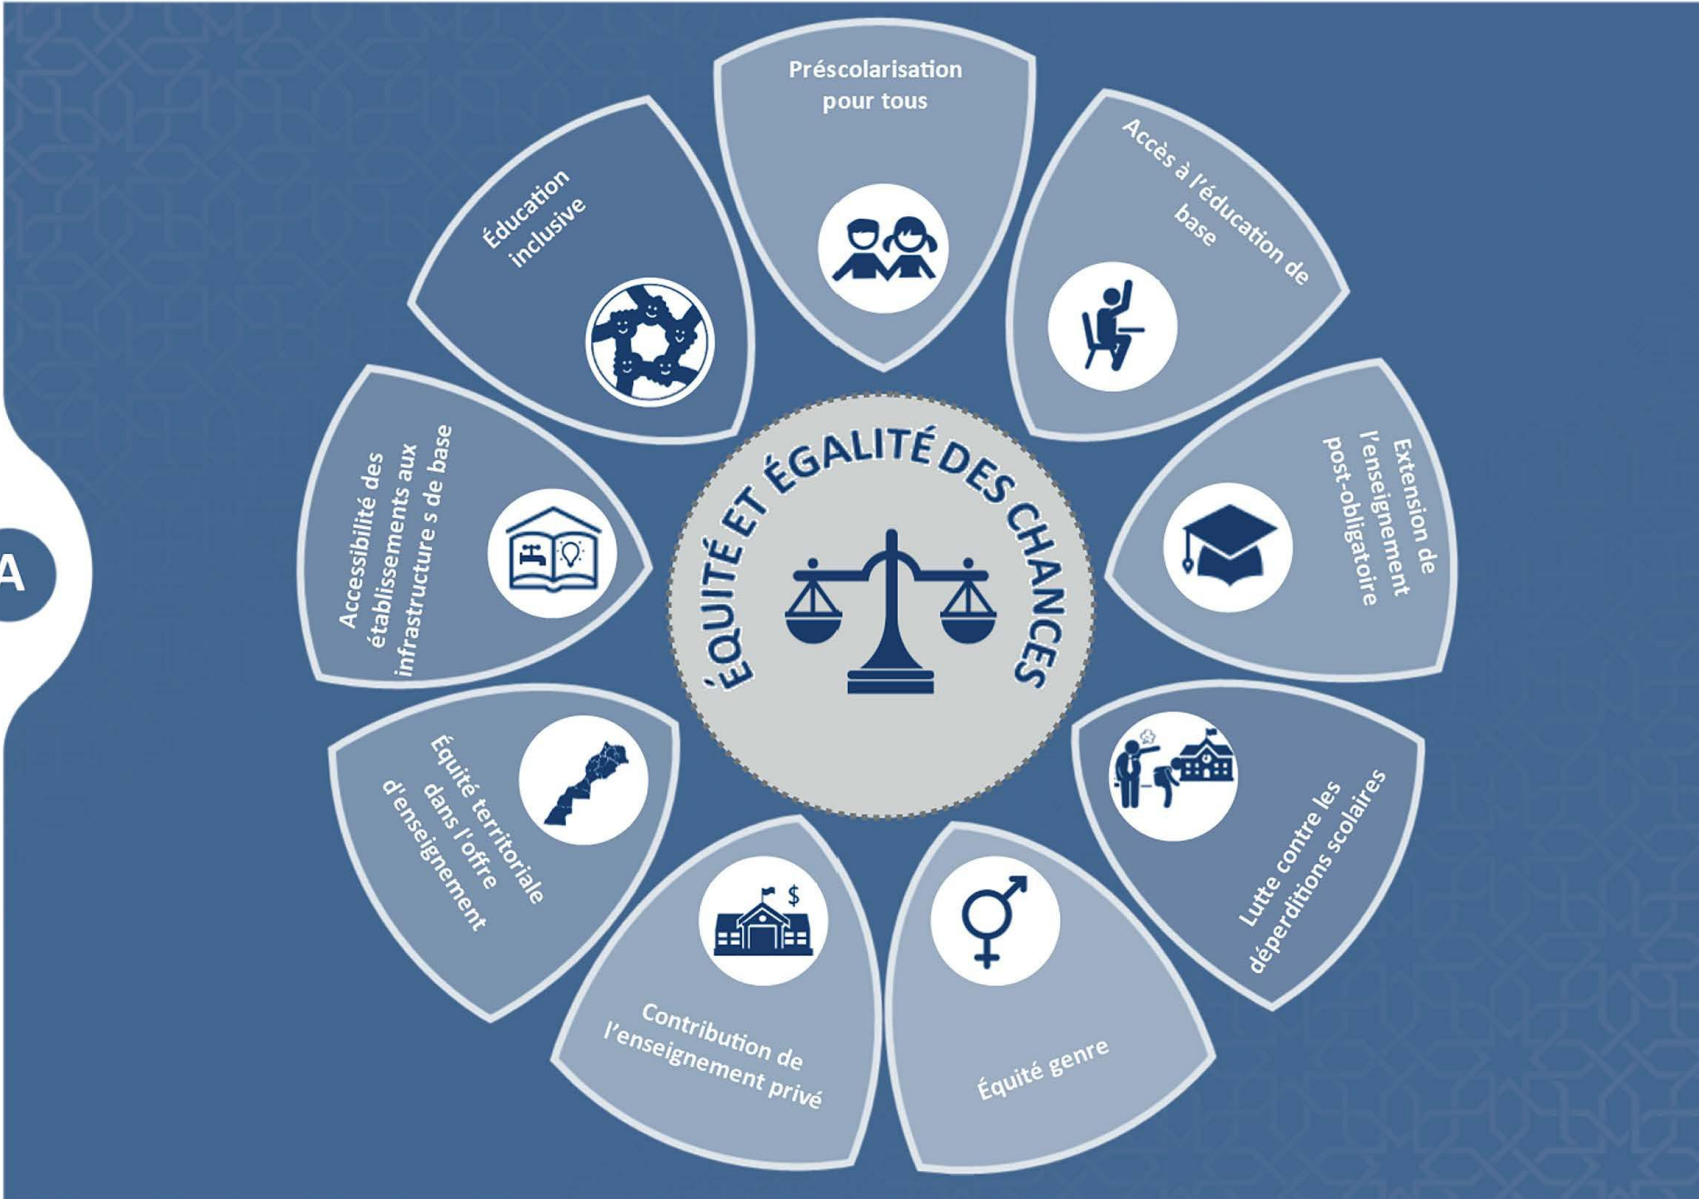 Préscolarisation
pour tous
Accès à l'éducation de
base
Extension de
l'enseignement
post-obligatoire
Lutte contre les
déperditions scolaires
Équité genre
Contribution de
l'enseignement privé
Équité territoriale
dans l'offre
d'enseignement
Accessibilité des
établissements aux
infrastructure s de base
Éducation
inclusive
ÉQUITÉ ET ÉGALITÉ DES CHANCES
$
A